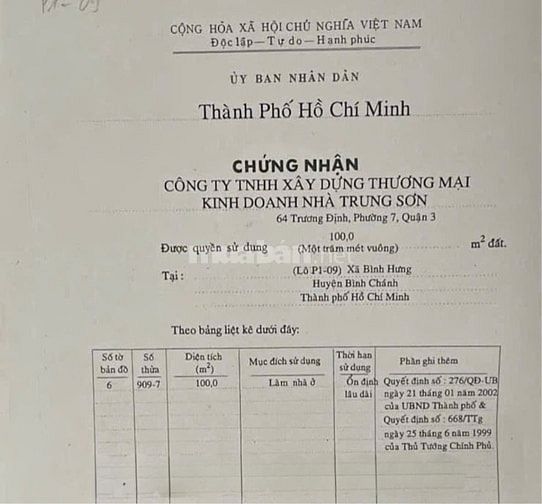 P1-09
CỘNG HÒA XÃ HỘI CHỦ NGHĨA VIỆT NAM
Độc lập—Tự do—Hạnh phúc
ỦY BAN NHÂN DÂN
Thành Phố Hồ Chí Minh
CHỨNG NHẬN
CÔNG TY TNHH XÂY DỰNG THƯƠNG MẠI
KINH DOANH NHÀ TRUNG SƠN
64 Trương Định, Phường 7, Quận 3
100,0
Được quyền sử dụng (Một trăm mét vuông) m² đất.
muaban.net
Tại : (Lô P1-09) Xã Bình Hưng
Huyện Bình Chánh
Thành phố Hồ Chí Minh
Theo bảng liệt kê dưới đây:
Số tờ bản đồ Số thửa Diện tích (m²) Mục đích sử dụng Thời hạn sử dụng Phần ghi thêm
6 909-7 100,0 Làm nhà ở Ổn định lâu dài Quyết định số : 276/QĐ-UB
ngày 21 tháng 01 năm 2002
của UBND Thành phố &
Quyết định số : 668/TTg
ngày 25 tháng 6 năm 1999
của Thủ Tướng Chính Phủ.